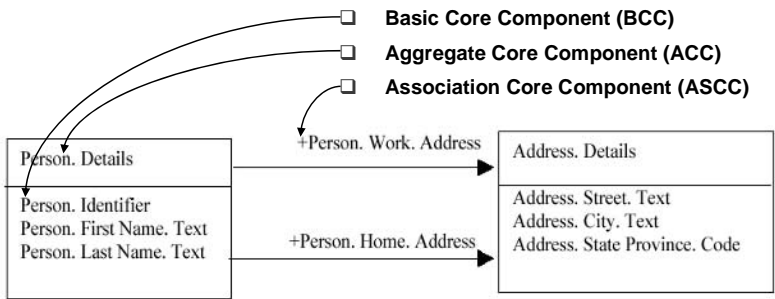 ❑ Basic Core Component (BCC)
❑ Aggregate Core Component (ACC)
❑ Association Core Component (ASCC)
+Person. Work. Address
Person. Details
Address. Details
Person. Identifier
Person. First Name. Text
Person. Last Name. Text
+Person. Home. Address
Address. Street. Text
Address. City. Text
Address. State Province. Code